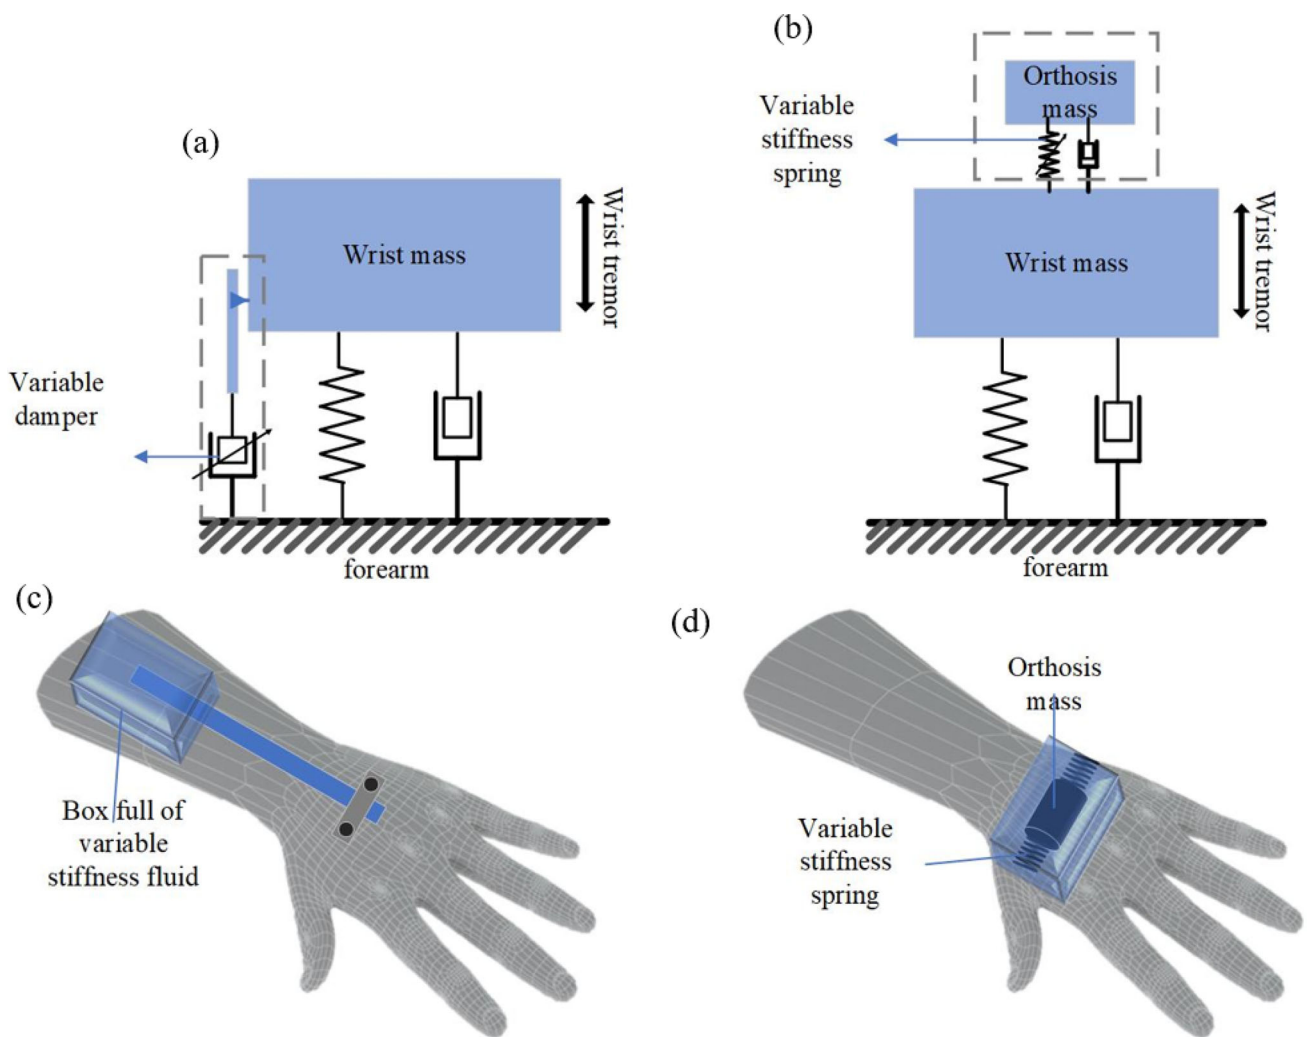 (a)
Wrist mass
Wrist tremor
Variable
damper
forearm
(b)
Orthosis
mass
Variable
stiffness
spring
Wrist mass
Wrist tremor
forearm
(c)
Box full of
variable
stiffness fluid
(d)
Orthosis
mass
Variable
stiffness
spring